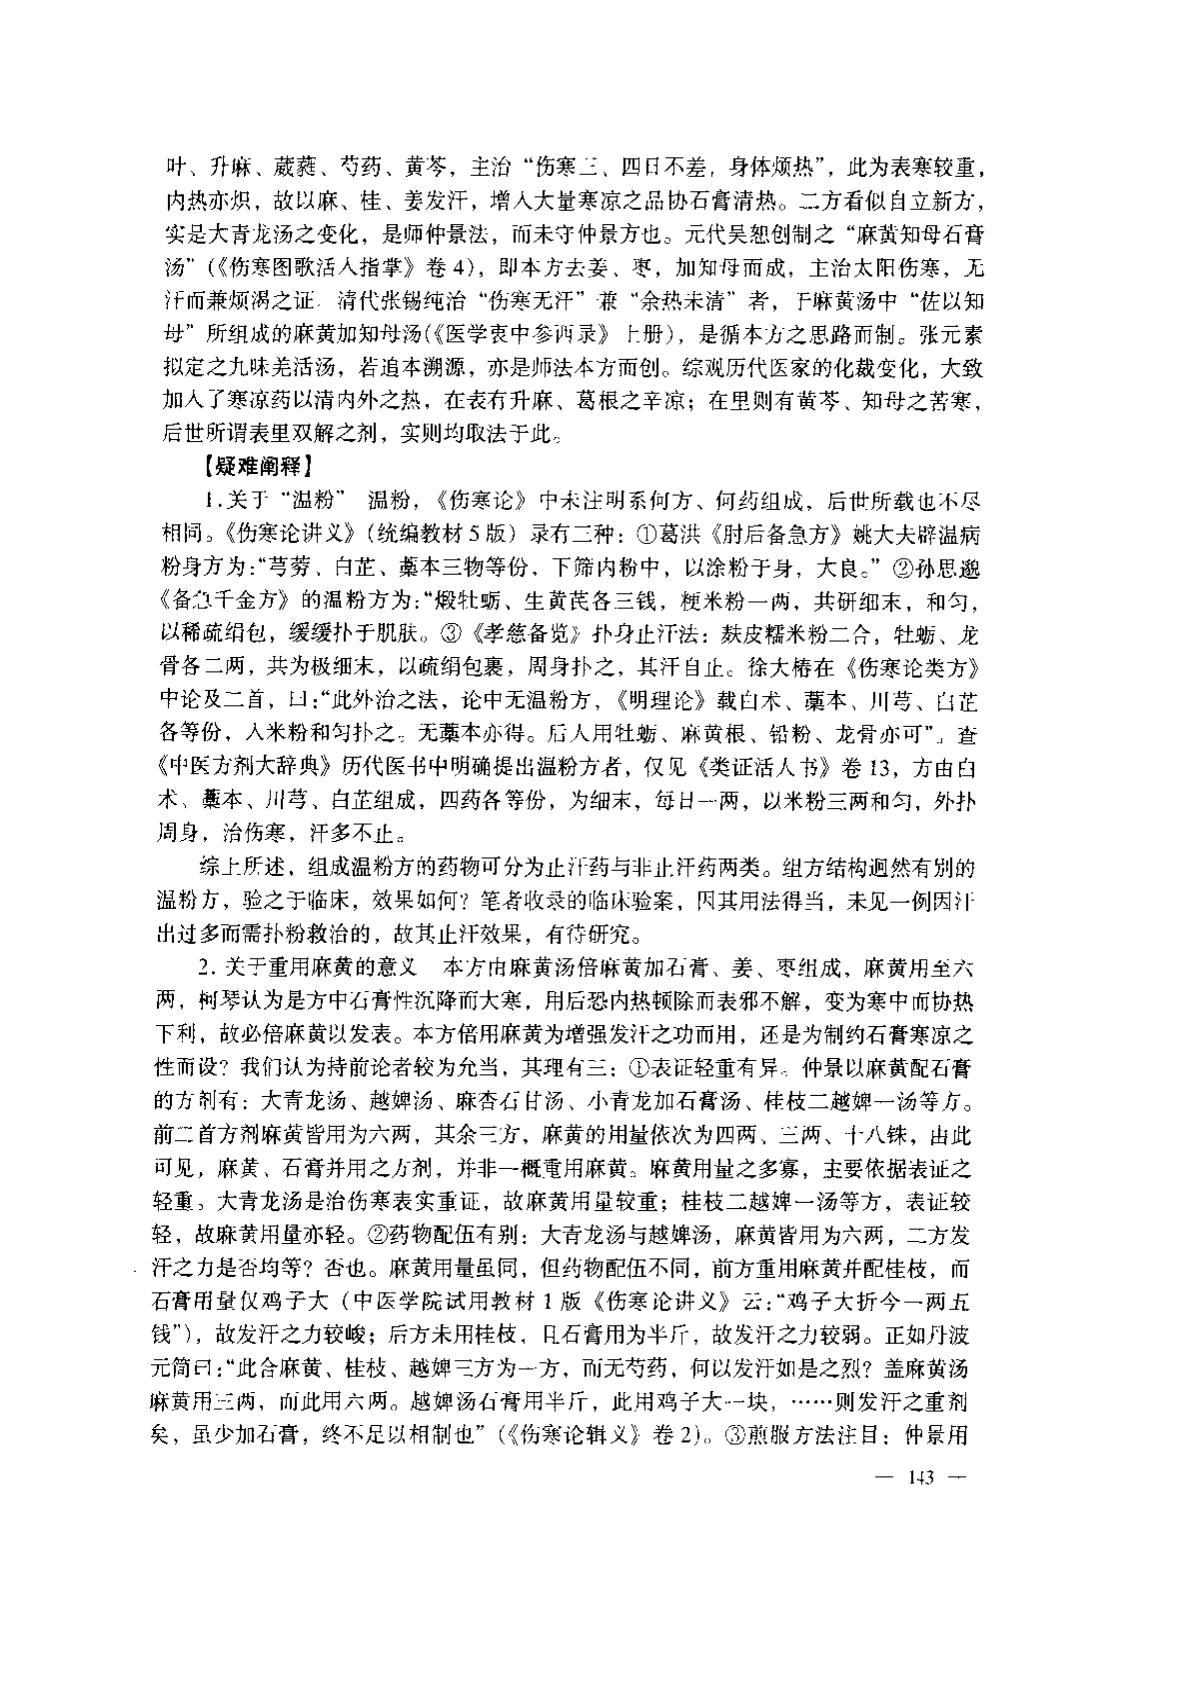 叶、升麻、葳蕤、芍药、黄芩，主治“伤寒三、四日不差，身体烦热”，此为表寒较重，
内热亦炽，故以麻、桂、姜发汗，增入大量寒凉之品协石膏清热。二方看似自立新方，
实是大青龙汤之变化，是师仲景法，而未守仲景方也。元代吴恕创制之“麻黄知母石膏
汤”（《伤寒图歌活人指掌》卷4），即本方去姜、枣，加知母而成，主治太阳伤寒，无
汗而兼烦渴之证。清代张锡纯治“伤寒无汗”兼“余热未清”者，于麻黄汤中“佐以知
母”所组成的麻黄加知母汤(《医学衷中参西录》上册)，是循本方之思路而制。张元素
拟定之九味羌活汤，若追本溯源，亦是师法本方而创。综观历代医家的化裁变化，大致
加入了寒凉药以清内外之热，在表有升麻、葛根之辛凉；在里则有黄芩、知母之苦寒，
后世所谓表里双解之剂，实则均取法于此。
【疑难阐释】
1.关于“温粉” 温粉，《伤寒论》中未注明系何方、何药组成，后世所载也不尽
相同。《伤寒论讲义》（统编教材5版）录有三种：①葛洪《肘后备急方》姚大夫辟温病
粉身方为：“芎䓖、白芷、藁本三物等份，下筛内粉中，以涂粉于身，大良。”②孙思邈
《备急千金方》的温粉方为：“煅牡蛎、生黄芪各三钱，粳米粉一两，共研细末，和匀，
以稀疏绢包，缓缓扑于肌肤。③《孝慈备览》扑身止汗法：麸皮糯米粉二合，牡蛎、龙
骨各二两，共为极细末，以疏绢包裹，周身扑之，其汗自止。徐大椿在《伤寒论类方》
中论及二首，曰：“此外治之法，论中无温粉方，《明理论》载白术、藁本、川芎、白芷
各等份，入米粉和匀扑之。无藁本亦得。后人用牡蛎、麻黄根、铅粉、龙骨亦可”。查
《中医方剂大辞典》历代医书中明确提出温粉方者，仅见《类证活人书》卷13，方由白
术、藁本、川芎、白芷组成，四药各等份，为细末，每日一两，以米粉三两和匀，外扑
周身，治伤寒，汗多不止。
综上所述，组成温粉方的药物可分为止汗药与非止汗药两类。组方结构迥然有别的
温粉方，验之于临床，效果如何？笔者收录的临床验案，因其用法得当，未见一例因汗
出过多而需扑粉救治的，故其止汗效果，有待研究。
2. 关于重用麻黄的意义 本方由麻黄汤倍麻黄加石膏、姜、枣组成，麻黄用至六
两，柯琴认为是方中石膏性沉降而大寒，用后恐内热顿除而表邪不解，变为寒中而协热
下利，故必倍麻黄以发表。本方倍用麻黄为增强发汗之功而用，还是为制约石膏寒凉之
性而设？我们认为持前论者较为允当，其理有三：①表证轻重有异。仲景以麻黄配石膏
的方剂有：大青龙汤、越婢汤、麻杏石甘汤、小青龙加石膏汤、桂枝二越婢一汤等方。
前二首方剂麻黄皆用为六两，其余三方，麻黄的用量依次为四两、三两、十八铢，由此
可见，麻黄、石膏并用之方剂，并非一概重用麻黄。麻黄用量之多寡，主要依据表证之
轻重。大青龙汤是治伤寒表实重证，故麻黄用量较重；桂枝二越婢一汤等方，表证较
轻，故麻黄用量亦轻。②药物配伍有别：大青龙汤与越婢汤，麻黄皆用为六两，二方发
汗之力是否均等？否也。麻黄用量虽同，但药物配伍不同，前方重用麻黄并配桂枝，而
石膏用量仅鸡子大（中医学院试用教材1版《伤寒论讲义》云：“鸡子大折今一两五
钱”），故发汗之力较峻；后方未用桂枝，且石膏用为半斤，故发汗之力较弱。正如丹波
元简曰：“此合麻黄、桂枝、越婢三方为一方，而无芍药，何以发汗如是之烈？盖麻黄汤
麻黄用三两，而此用六两。越婢汤石膏用半斤，此用鸡子大一块，……则发汗之重剂
矣，虽少加石膏，终不足以相制也”（《伤寒论辑义》卷2）。③煎服方法注目：仲景用
— 143 —